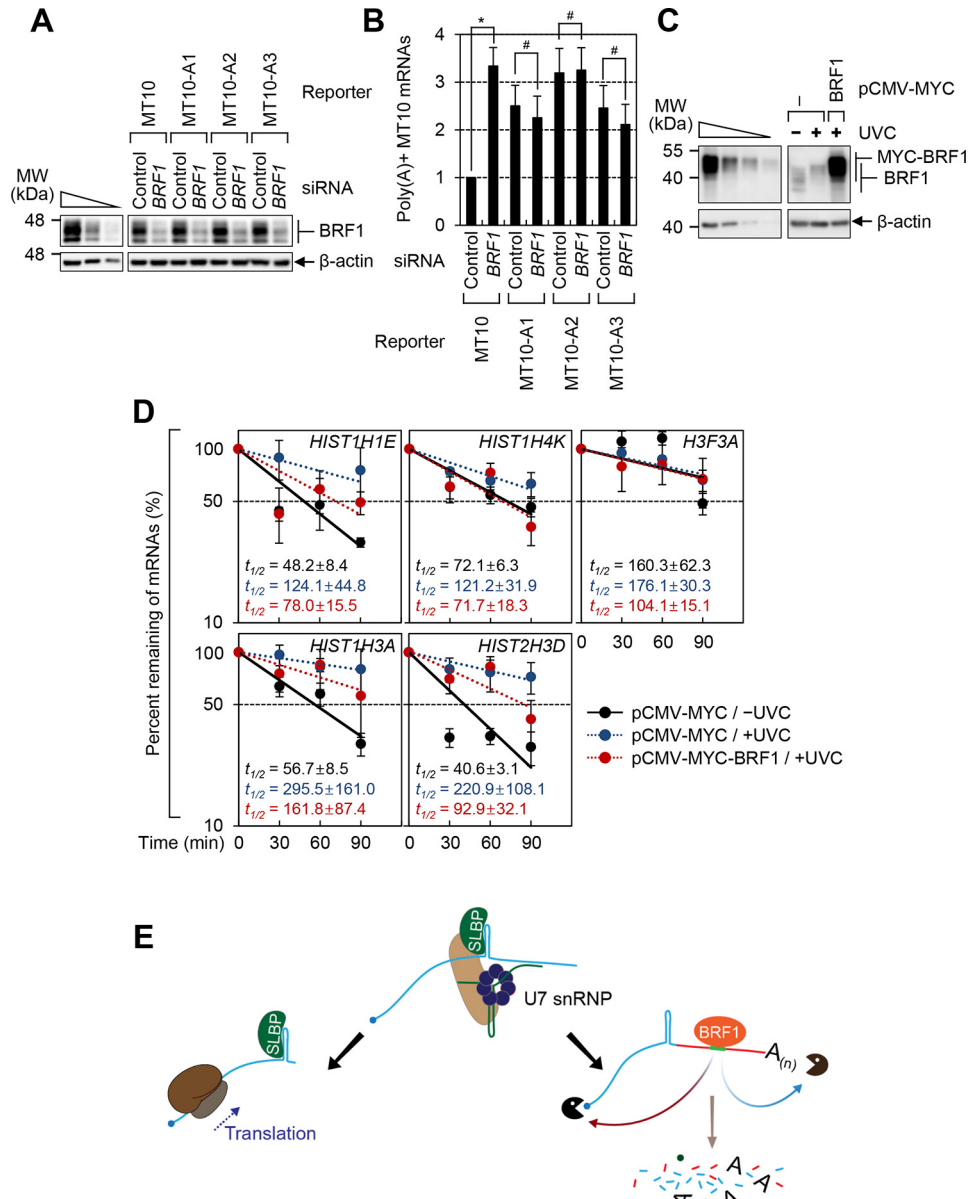 A
MT10
MT10-A1
MT10-A2
MT10-A3
Reporter
Control
BRF1
Control
BRF1
Control
BRF1
Control
BRF1
siRNA
MW
(kDa)
48
BRF1
48
β-actin
B
Poly(A)+ MT10 mRNAs
4
3
2
1
0
*
#
#
#
siRNA
Control
BRF1
Control
BRF1
Control
BRF1
Control
BRF1
Reporter
MT10
MT10-A1
MT10-A2
MT10-A3
C
MW
(kDa)
–
BRF1
pCMV-MYC
− + +
UVC
55
40
MYC-BRF1
BRF1
40
β-actin
D
Percent remaining of mRNAs (%)
100
50
10
HIST1H1E
t1/2 = 48.2±8.4
t1/2 = 124.1±44.8
t1/2 = 78.0±15.5
HIST1H4K
t1/2 = 72.1±6.3
t1/2 = 121.2±31.9
t1/2 = 71.7±18.3
H3F3A
t1/2 = 160.3±62.3
t1/2 = 176.1±30.3
t1/2 = 104.1±15.1
0 30 60 90
100
50
10
HIST1H3A
t1/2 = 56.7±8.5
t1/2 = 295.5±161.0
t1/2 = 161.8±87.4
HIST2H3D
t1/2 = 40.6±3.1
t1/2 = 220.9±108.1
t1/2 = 92.9±32.1
Time (min) 0 30 60 90 0 30 60 90
pCMV-MYC / −UVC
pCMV-MYC / +UVC
pCMV-MYC-BRF1 / +UVC
E
SLBP
U7 snRNP
SLBP
Translation
BRF1
A(n)
A
A
A
A